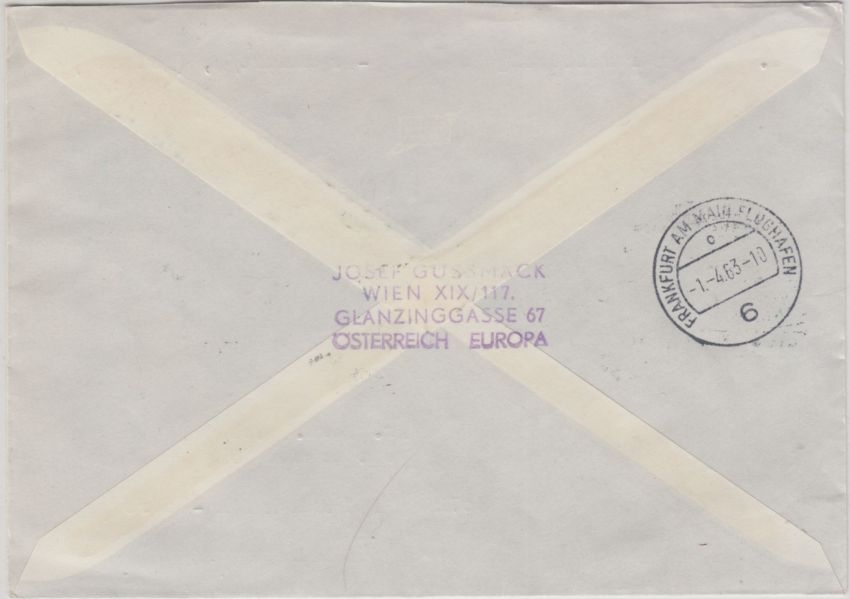 JOSEF GUSSMACK
WIEN XIX/117.
GLANZINGGASSE 67
ÖSTERREICH EUROPA
FRANKFURT AM MAIN FLUGHAFEN
c
-1.-4.63-10
6